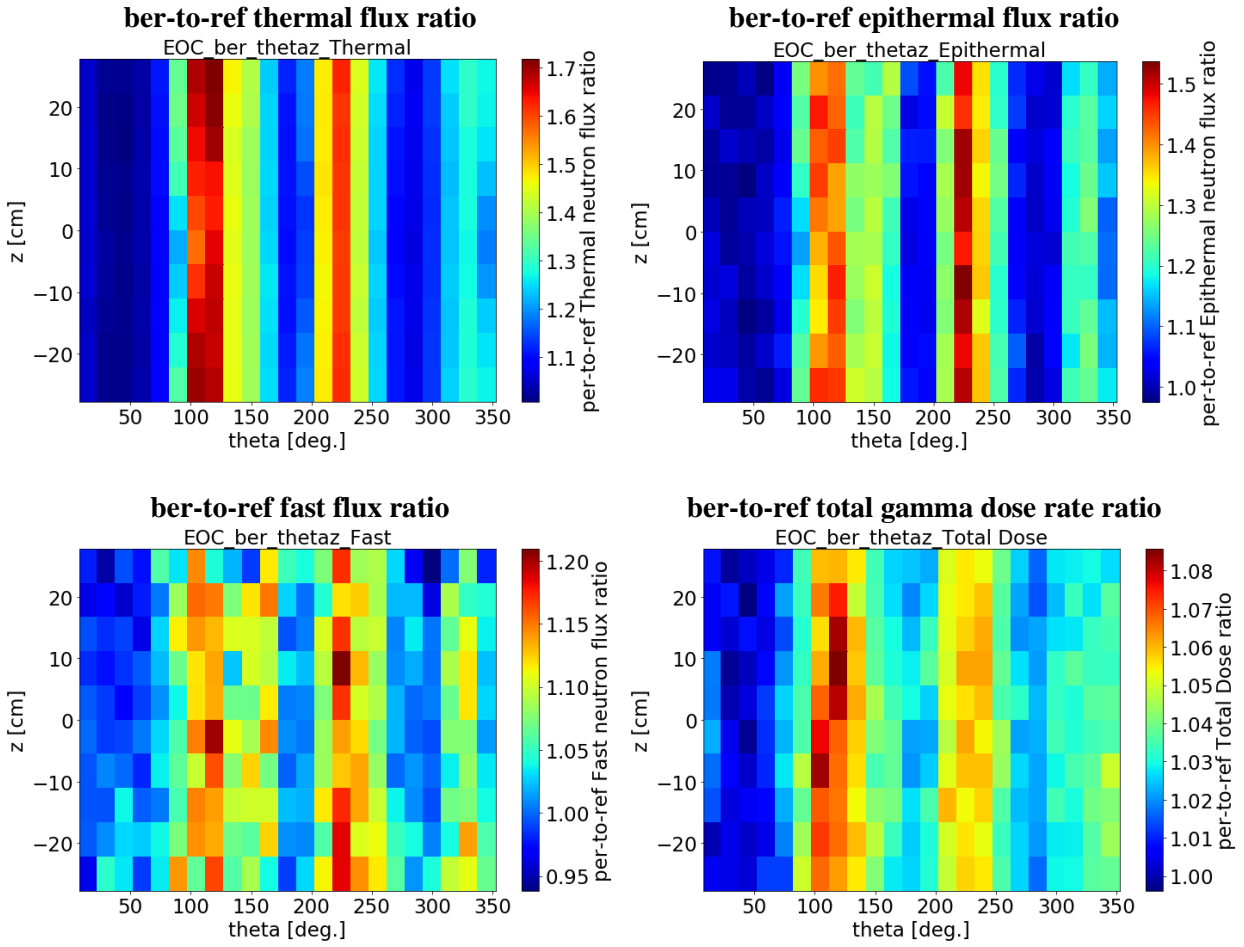 ber-to-ref thermal flux ratio
EOC_ber_thetaz_Thermal
20
10
0
−10
−20
z [cm]
50 100 150 200 250 300 350
theta [deg.]
1.7
1.6
1.5
1.4
1.3
1.2
1.1
per-to-ref Thermal neutron flux ratio
ber-to-ref epithermal flux ratio
EOC_ber_thetaz_Epithermal
20
10
0
−10
−20
z [cm]
50 100 150 200 250 300 350
theta [deg.]
1.5
1.4
1.3
1.2
1.1
1.0
per-to-ref Epithermal neutron flux ratio
ber-to-ref fast flux ratio
EOC_ber_thetaz_Fast
20
10
0
−10
−20
z [cm]
50 100 150 200 250 300 350
theta [deg.]
1.20
1.15
1.10
1.05
1.00
0.95
per-to-ref Fast neutron flux ratio
ber-to-ref total gamma dose rate ratio
EOC_ber_thetaz_Total Dose
20
10
0
−10
−20
z [cm]
50 100 150 200 250 300 350
theta [deg.]
1.08
1.07
1.06
1.05
1.04
1.03
1.02
1.01
1.00
per-to-ref Total Dose ratio